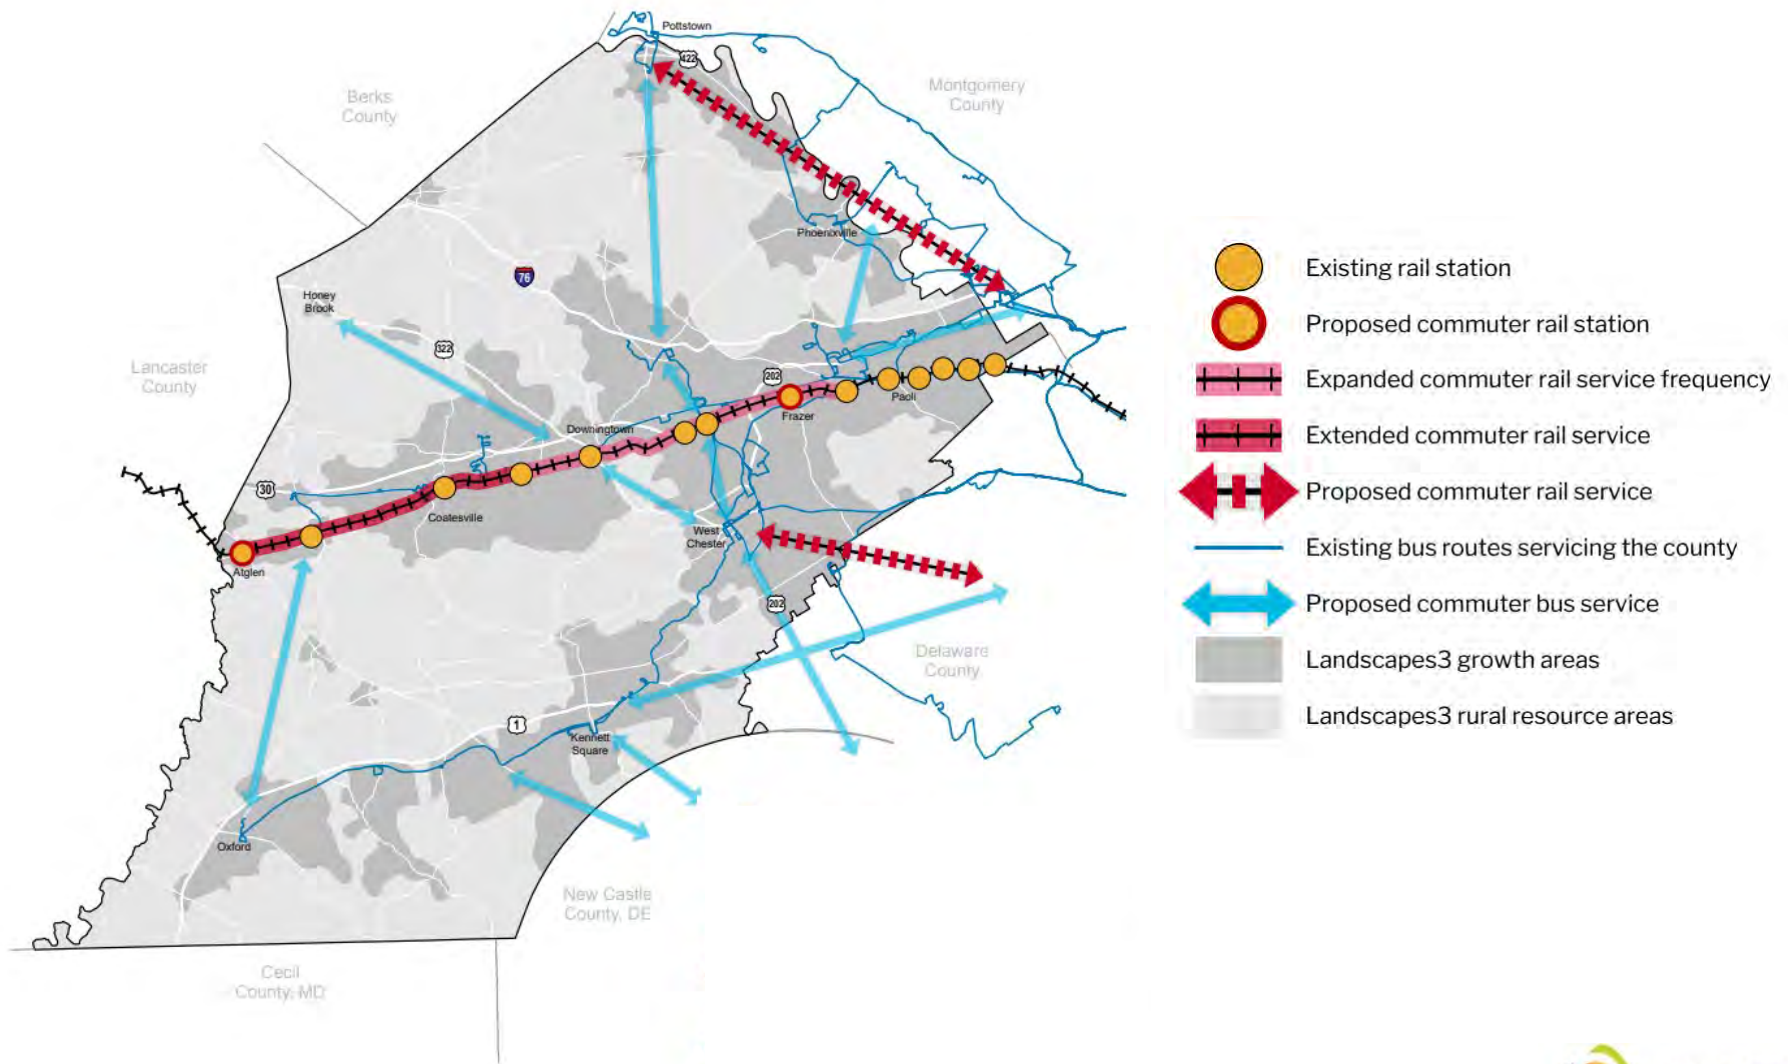 Pottstown
422
Berks
County
Montgomery
County
Phoenixville
76
Honey
Brook
322
Lancaster
County
202
Paoli
Frazer
Downingtown
30
Coatesville
West
Chester
Atglen
202
Delaware
County
1
Kennett
Square
Oxford
New Castle
County, DE
Cecil
County, MD
Existing rail station
Proposed commuter rail station
Expanded commuter rail service frequency
Extended commuter rail service
Proposed commuter rail service
Existing bus routes servicing the county
Proposed commuter bus service
Landscapes3 growth areas
Landscapes3 rural resource areas